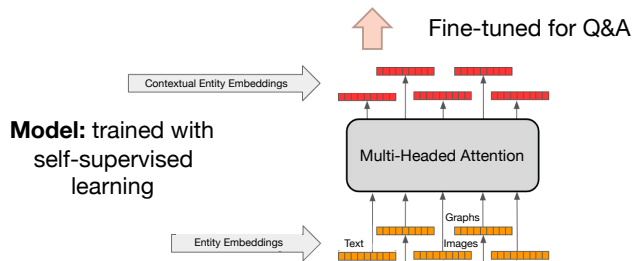 Fine-tuned for Q&A
Contextual Entity Embeddings
Model: trained with
self-supervised
learning
Multi-Headed Attention
Graphs
Entity Embeddings
Text
Images